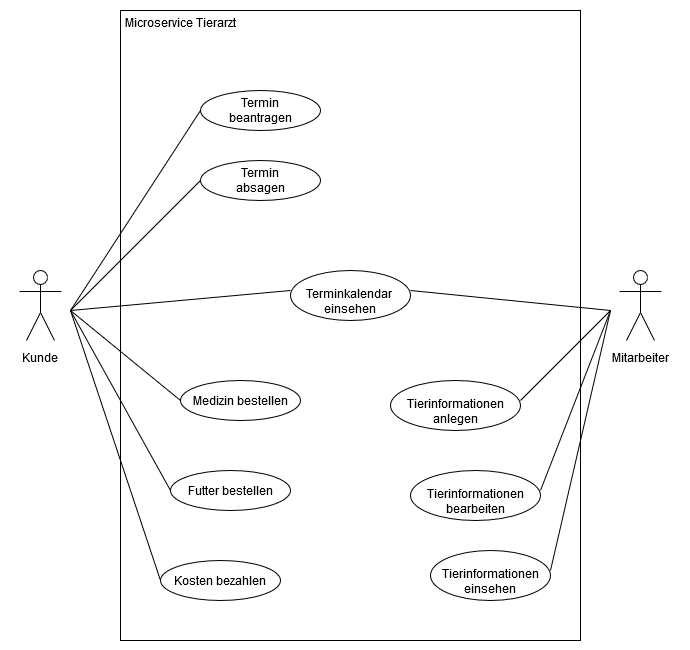 Microservice Tierarzt
Termin
beantragen
Termin
absagen
Terminkalendar
einsehen
Kunde
Mitarbeiter
Medizin bestellen
Tierinformationen
anlegen
Futter bestellen
Tierinformationen
bearbeiten
Kosten bezahlen
Tierinformationen
einsehen